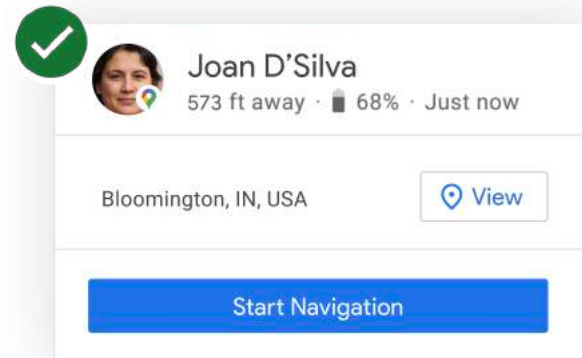 Joan D’Silva
573 ft away · 68% · Just now
Bloomington, IN, USA
View
Start Navigation